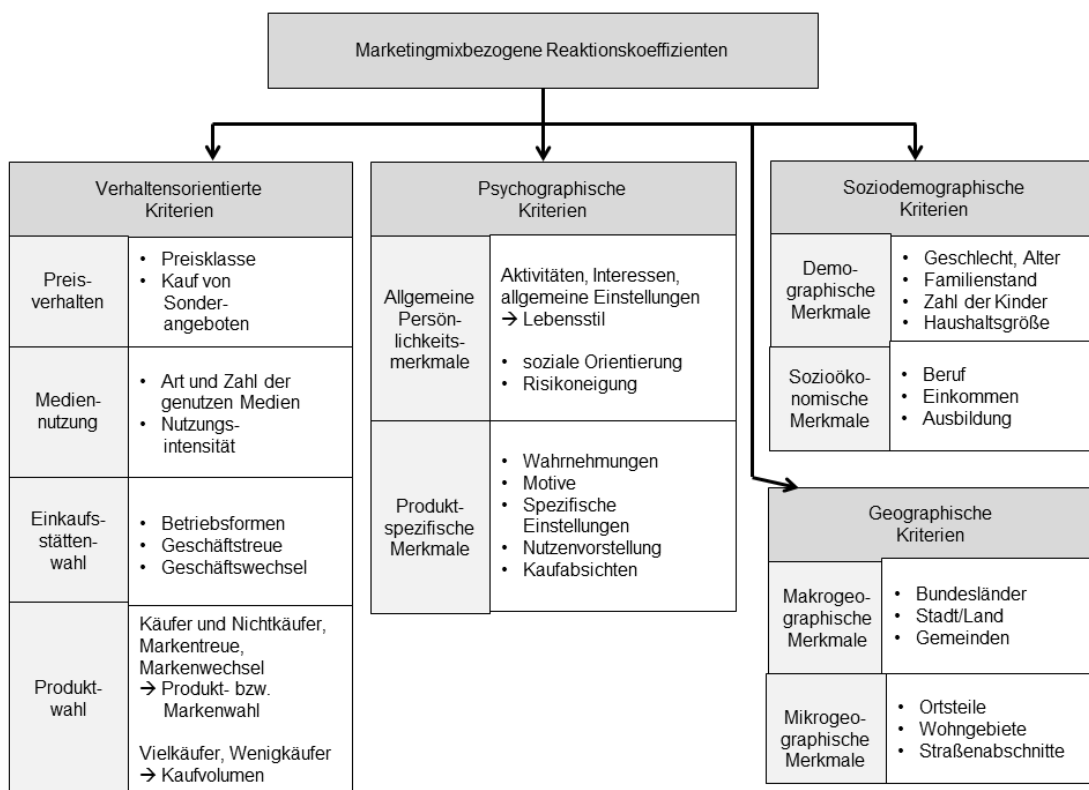 Marketingmixbezogene Reaktionskoeffizienten
Verhaltensorientierte
Kriterien
Preis-
verhalten
• Preisklasse
• Kauf von
Sonder-
angeboten
Medien-
nutzung
• Art und Zahl der
genutzen Medien
• Nutzungs-
intensität
Einkaufs-
stätten-
wahl
• Betriebsformen
• Geschäftstreue
• Geschäftswechsel
Produkt-
wahl
Käufer und Nichtkäufer,
Markentreue,
Markenwechsel
→ Produkt- bzw.
Markenwahl
Vielkäufer, Wenigkäufer
→ Kaufvolumen
Psychographische
Kriterien
Allgemeine
Persön-
lichkeits-
merkmale
Aktivitäten, Interessen,
allgemeine Einstellungen
→ Lebensstil
• soziale Orientierung
• Risikoneigung
Produkt-
spezifische
Merkmale
• Wahrnehmungen
• Motive
• Spezifische
Einstellungen
• Nutzenvorstellung
• Kaufabsichten
Soziodemographische
Kriterien
Demo-
graphische
Merkmale
• Geschlecht, Alter
• Familienstand
• Zahl der Kinder
• Haushaltsgröße
Sozioöko-
nomische
Merkmale
• Beruf
• Einkommen
• Ausbildung
Geographische
Kriterien
Makrogeo-
graphische
Merkmale
• Bundesländer
• Stadt/Land
• Gemeinden
Mikrogeo-
graphische
Merkmale
• Ortsteile
• Wohngebiete
• Straßenabschnitte